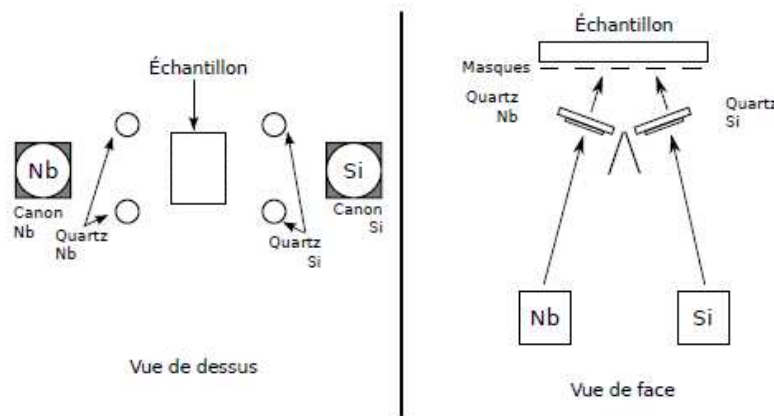 Échantillon
Nb
Si
Canon
Nb
Quartz
Nb
Quartz
Si
Canon
Si
Vue de dessus
Échantillon
Masques
Quartz
Nb
Quartz
Si
Nb
Si
Vue de face